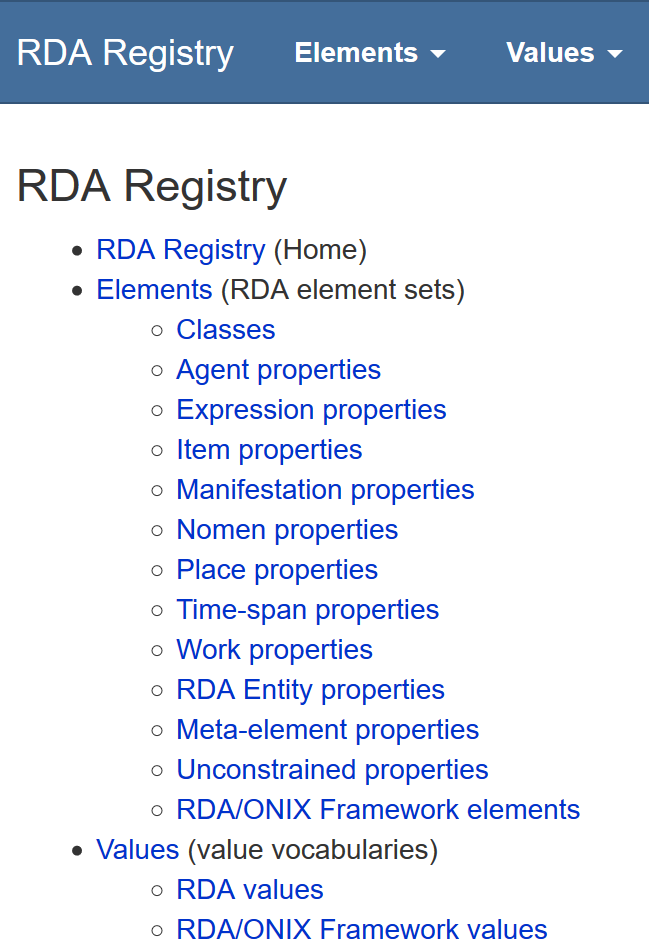 RDA Registry Elements Values
RDA Registry
RDA Registry (Home)
Elements (RDA element sets)
Classes
Agent properties
Expression properties
Item properties
Manifestation properties
Nomen properties
Place properties
Time-span properties
Work properties
RDA Entity properties
Meta-element properties
Unconstrained properties
RDA/ONIX Framework elements
Values (value vocabularies)
RDA values
RDA/ONIX Framework values